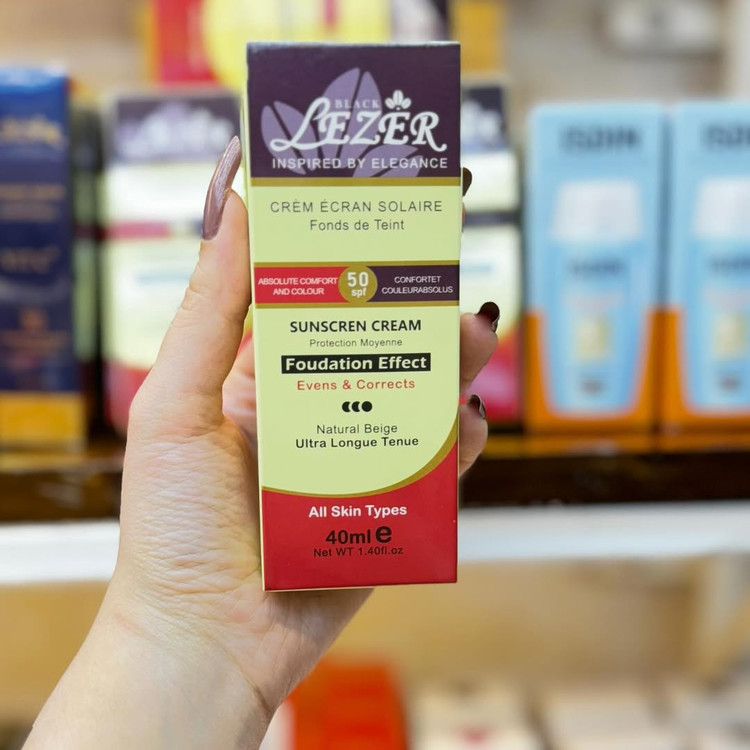 BLACK
LEZER
INSPIRED BY ELEGANCE
CRÈM ÉCRAN SOLAIRE
Fonds de Teint
ABSOLUTE COMFORT
AND COLOUR
50
spf
CONFORTET
COULEURABSOLUS
SUNSCREN CREAM
Protection Moyenne
Foudation Effect
Evens & Corrects
Natural Beige
Ultra Longue Tenue
All Skin Types
40ml e
Net WT 1.40fl.oz
ISDIN
ISDIN